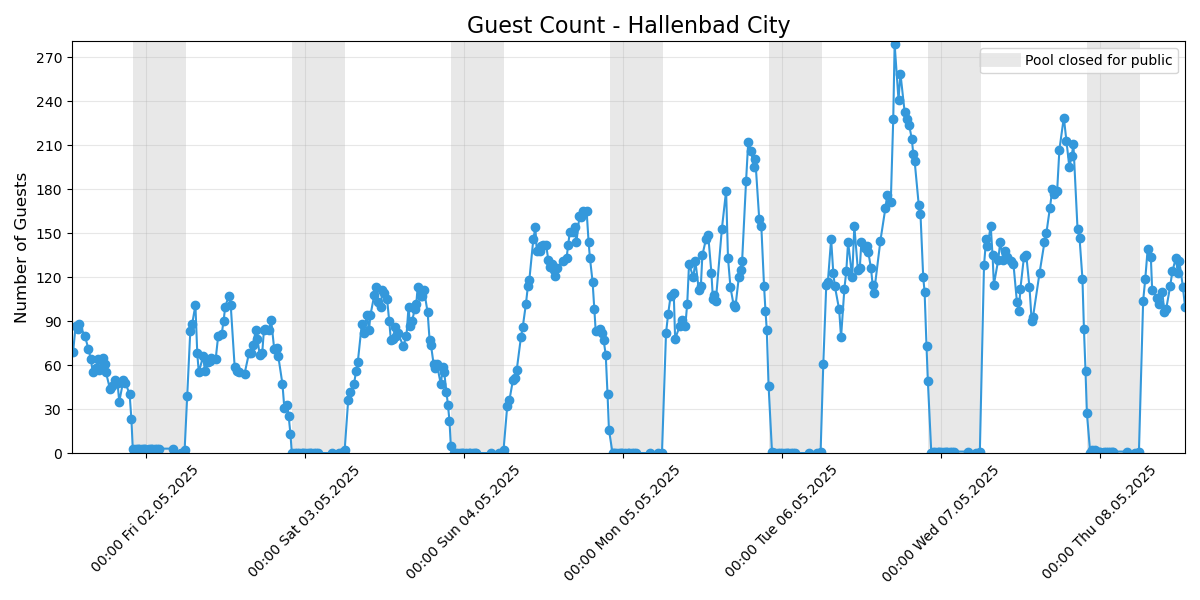 Guest Count - Hallenbad City
Pool closed for public
Number of Guests
270
240
210
180
150
120
90
60
30
0
00:00 Fri 02.05.2025
00:00 Sat 03.05.2025
00:00 Sun 04.05.2025
00:00 Mon 05.05.2025
00:00 Tue 06.05.2025
00:00 Wed 07.05.2025
00:00 Thu 08.05.2025